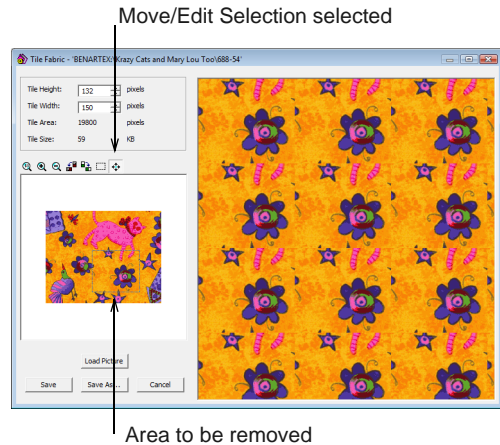 Move/Edit Selection selected
Tile Fabric - 'BENARTEX:\Krazy Cats and Mary Lou Too\688-54'
Tile Height: 132 pixels
Tile Width: 150 pixels
Tile Area: 19800 pixels
Tile Size: 59 KB
Load Picture
Save Save As... Cancel
Area to be removed